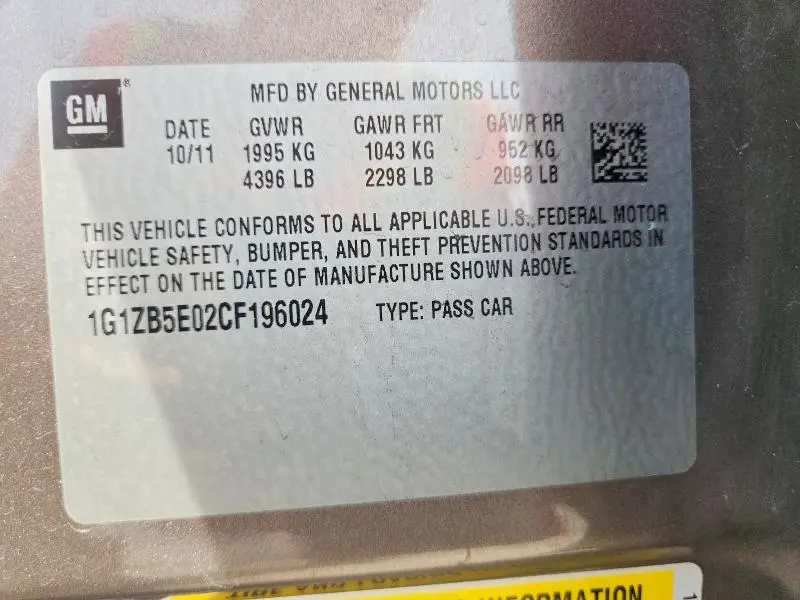 GM ®
MFD BY GENERAL MOTORS LLC
DATE GVWR GAWR FRT GAWR RR
10/11 1995 KG 1043 KG 952 KG
4396 LB 2298 LB 2098 LB
THIS VEHICLE CONFORMS TO ALL APPLICABLE U.S. FEDERAL MOTOR
VEHICLE SAFETY, BUMPER, AND THEFT PREVENTION STANDARDS IN
EFFECT ON THE DATE OF MANUFACTURE SHOWN ABOVE.
1G1ZB5E02CF196024 TYPE: PASS CAR
INFORMATION